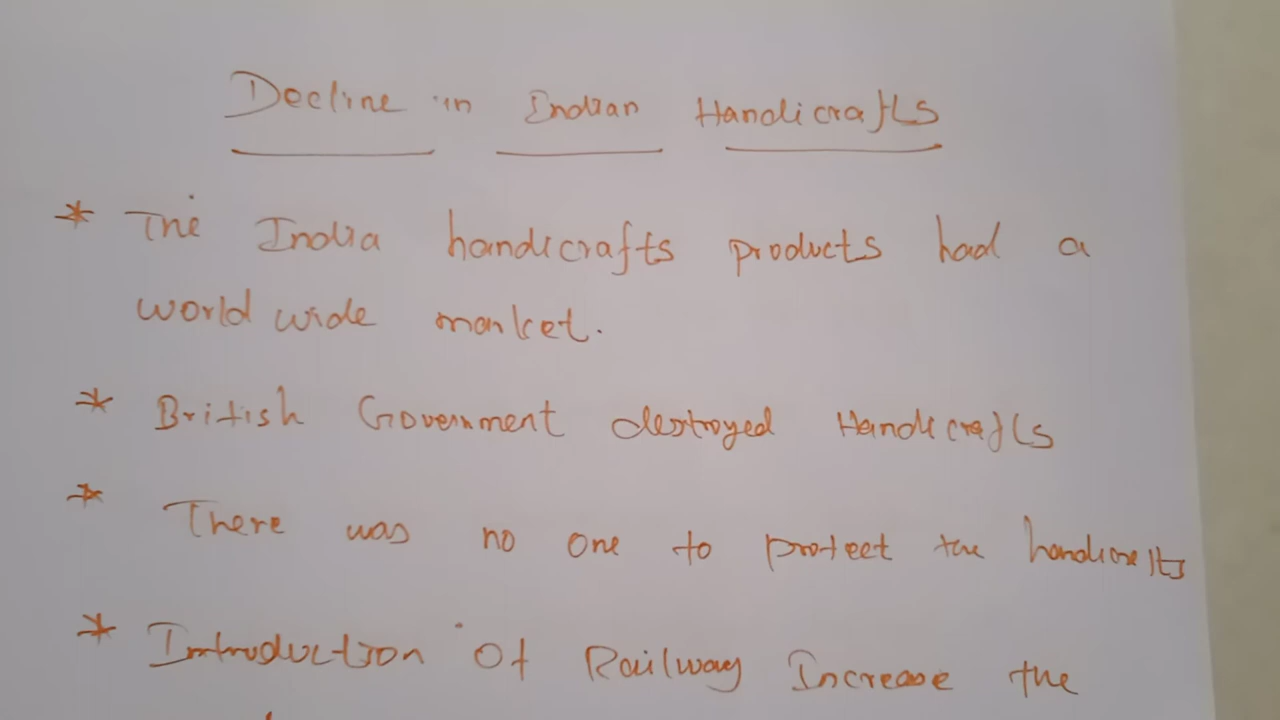 Decline in Indian Handicrafts
* The India handicrafts products had a
world wide market.
* British Government destroyed Handicrafts
* There was no one to protect the handicrafts
* Introduction Of Railway Increase the